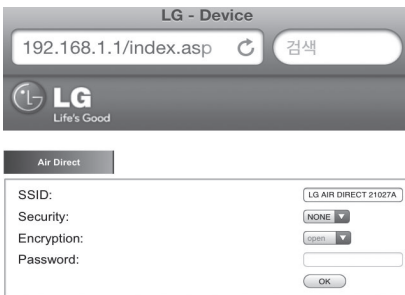 LG - Device
192.168.1.1/index.asp
검색
LG
Life's Good
Air Direct
SSID: LG AIR DIRECT 21027A
Security: NONE
Encryption: open
Password:
OK